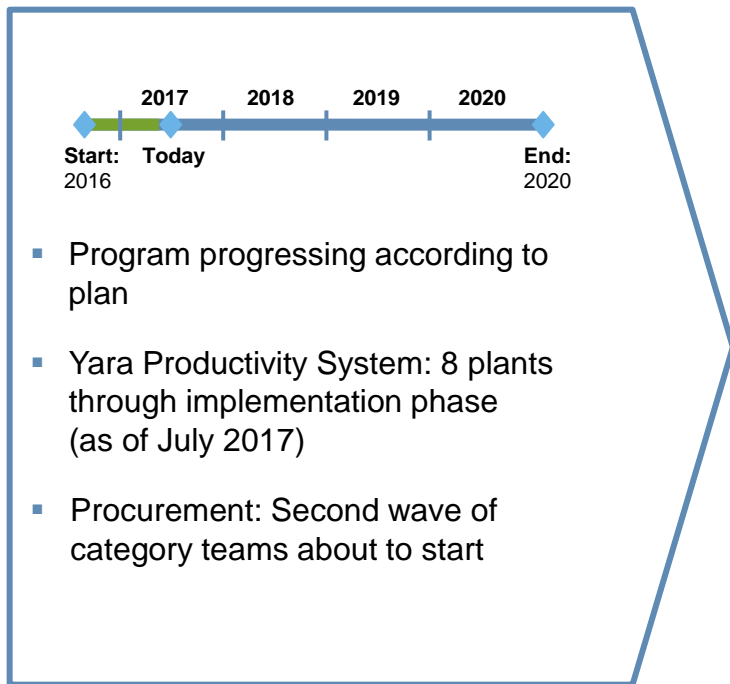 2017 2018 2019 2020
Start: Today End:
2016 2020
▪ Program progressing according to
plan
▪ Yara Productivity System: 8 plants
through implementation phase
(as of July 2017)
▪ Procurement: Second wave of
category teams about to start